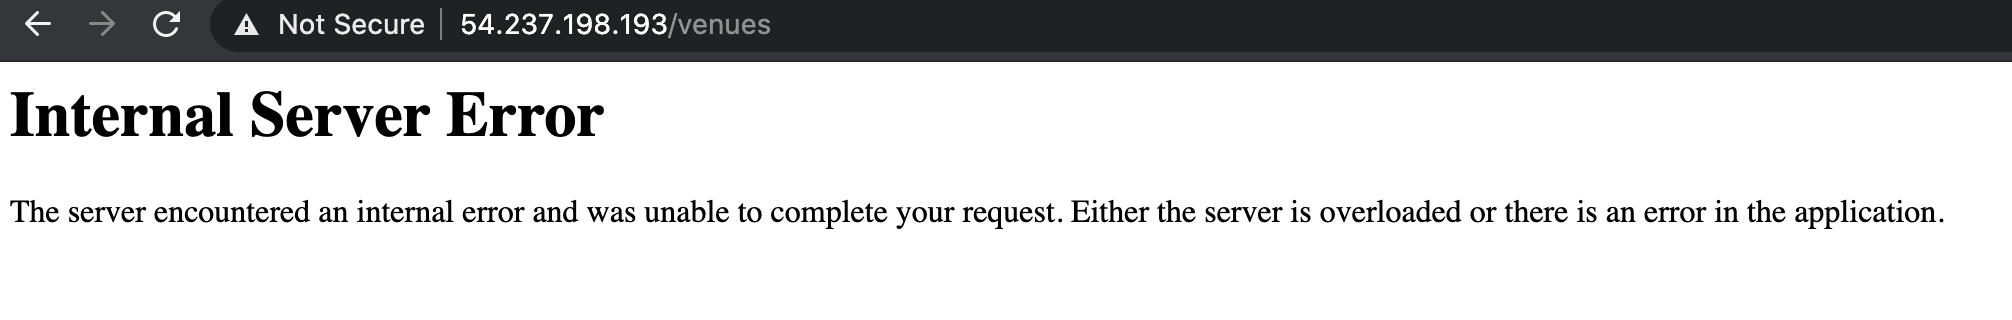 Not Secure | 54.237.198.193/venues
Internal Server Error
The server encountered an internal error and was unable to complete your request. Either the server is overloaded or there is an error in the application.